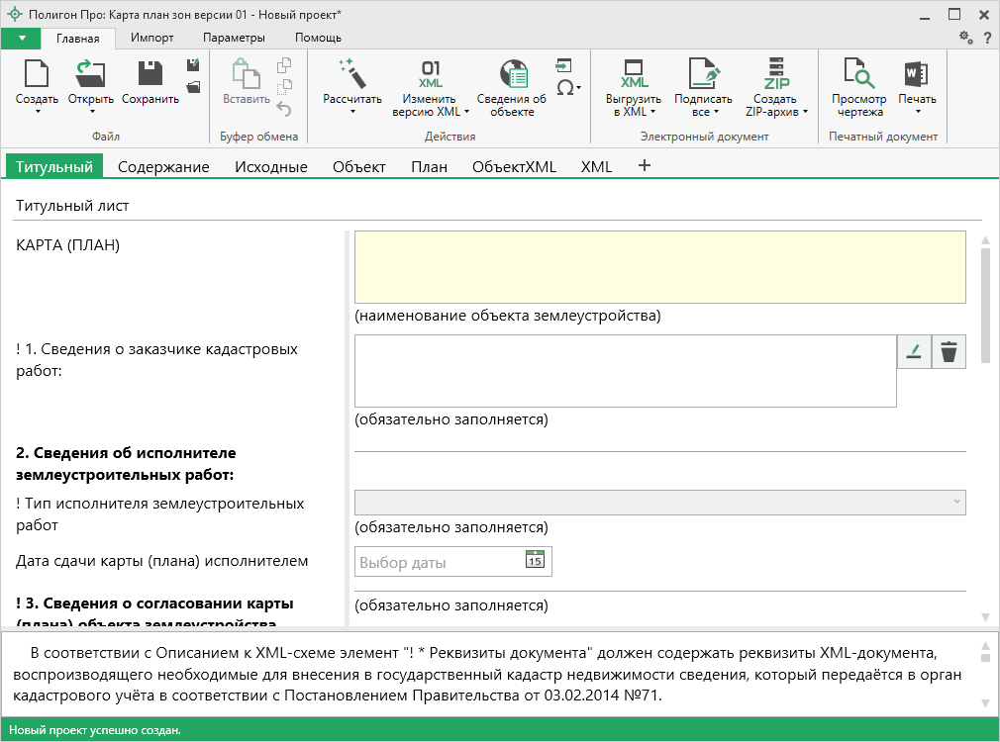 Полигон Про: Карта план зон версии 01 - Новый проект*
Главная Импорт Параметры Помощь
?
Создать Открыть Сохранить
Файл
Вставить
Буфер обмена
Рассчитать
01 XML
Изменить
версию XML
Сведения об
объекте
Ω
Действия
XML
Выгрузить
в XML
Подписать
все
ZIP
Создать
ZIP-архив
Электронный документ
Просмотр
чертежа
W
Печать
Печатный документ
Титульный Содержание Исходные Объект План ОбъектXML XML +
Титульный лист
КАРТА (ПЛАН)
(наименование объекта землеустройства)
! 1. Сведения о заказчике кадастровых
работ:
(обязательно заполняется)
2. Сведения об исполнителе
землеустроительных работ:
! Тип исполнителя землеустроительных
работ
(обязательно заполняется)
Дата сдачи карты (плана) исполнителем
Выбор даты 15
! 3. Сведения о согласовании карты
(плана) объекта землеустройства
(обязательно заполняется)
В соответствии с Описанием к XML-схеме элемент "! * Реквизиты документа" должен содержать реквизиты XML-документа,
воспроизводящего необходимые для внесения в государственный кадастр недвижимости сведения, который передаётся в орган
кадастрового учёта в соответствии с Постановлением Правительства от 03.02.2014 №71.
Новый проект успешно создан.